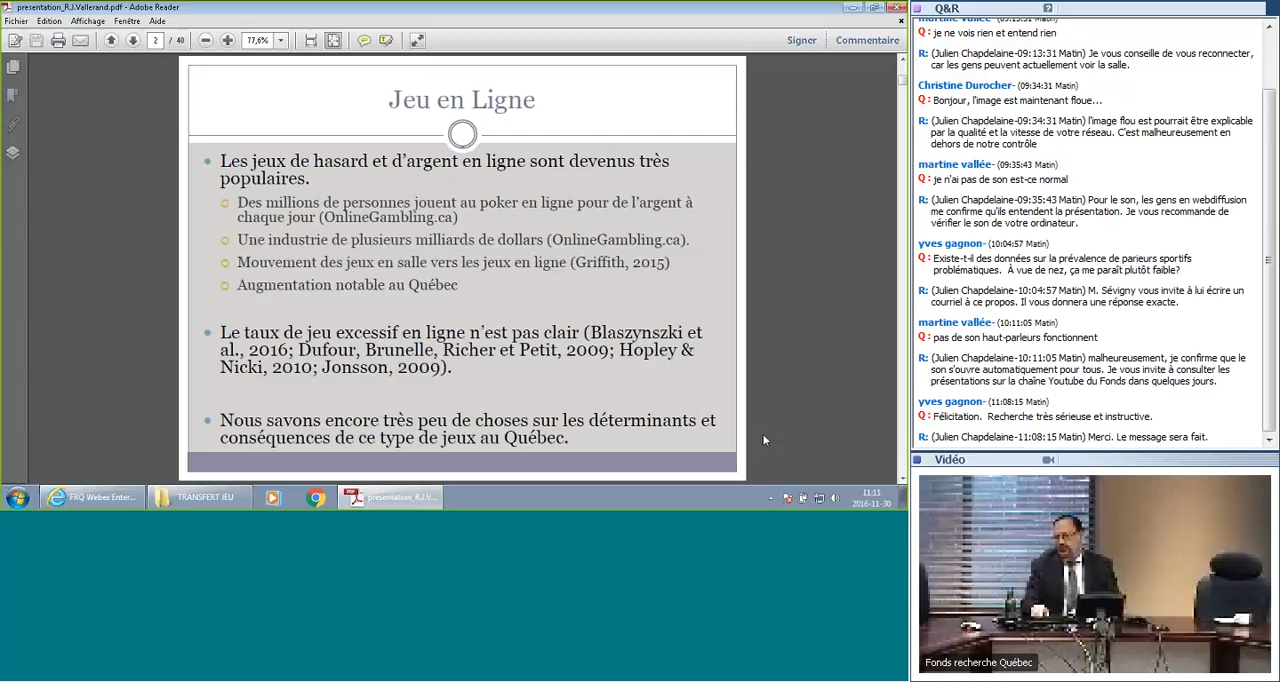 presentation_R.J.Vallerand.pdf - Adobe Reader
Fichier Edition Affichage Fenêtre Aide
2 / 40 77,6% Signer Commentaire
Jeu en Ligne
Les jeux de hasard et d'argent en ligne sont devenus très
populaires.
Des millions de personnes jouent au poker en ligne pour de l'argent à
chaque jour (OnlineGambling.ca)
Une industrie de plusieurs milliards de dollars (OnlineGambling.ca).
Mouvement des jeux en salle vers les jeux en ligne (Griffith, 2015)
Augmentation notable au Québec
Le taux de jeu excessif en ligne n'est pas clair (Blaszynszki et
al., 2016; Dufour, Brunelle, Richer et Petit, 2009; Hopley &
Nicki, 2010; Jonsson, 2009).
Nous savons encore très peu de choses sur les déterminants et
conséquences de ce type de jeux au Québec.
FRQ Webex Enter... TRANSFERT JEU presentation_R.J.V...
11:11
2016-11-30
Q&R
martine vallée- (09:13:31 Matin)
Q : je ne vois rien et entend rien
R: (Julien Chapdelaine-09:13:31 Matin) Je vous conseille de vous reconnecter,
car les gens peuvent actuellement voir la salle.
Christine Durocher- (09:34:31 Matin)
Q : Bonjour, l'image est maintenant floue...
R: (Julien Chapdelaine-09:34:31 Matin) l'image flou est pourrait être explicable
par la qualité et la vitesse de votre réseau. C'est malheureusement en
dehors de notre contrôle
martine vallée- (09:35:43 Matin)
Q : je n'ai pas de son est-ce normal
R: (Julien Chapdelaine-09:35:43 Matin) Pour le son, les gens en webdiffusion
me confirme qu'ils entendent la présentation. Je vous recommande de
vérifier le son de votre ordinateur.
yves gagnon- (10:04:57 Matin)
Q : Existe-t-il des données sur la prévalence de parieurs sportifs
problématiques. À vue de nez, ça me paraît plutôt faible?
R: (Julien Chapdelaine-10:04:57 Matin) M. Sévigny vous invite à lui écrire un
courriel à ce propos. Il vous donnera une réponse exacte.
martine vallée- (10:11:05 Matin)
Q : pas de son haut-parleurs fonctionnent
R: (Julien Chapdelaine-10:11:05 Matin) malheureusement, je confirme que le
son s'ouvre automatiquement pour tous. Je vous invite à consulter les
présentations sur la chaîne Youtube du Fonds dans quelques jours.
yves gagnon- (11:08:15 Matin)
Q : Félicitation. Recherche très sérieuse et instructive.
R: (Julien Chapdelaine-11:08:15 Matin) Merci. Le message sera fait.
Vidéo
Fonds recherche Québec